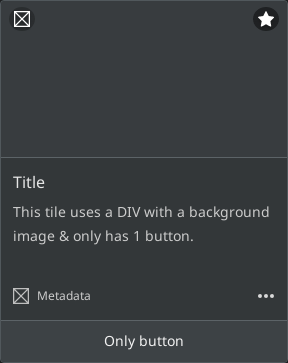 Title
This tile uses a DIV with a background
image & only has 1 button.
Metadata
Only button